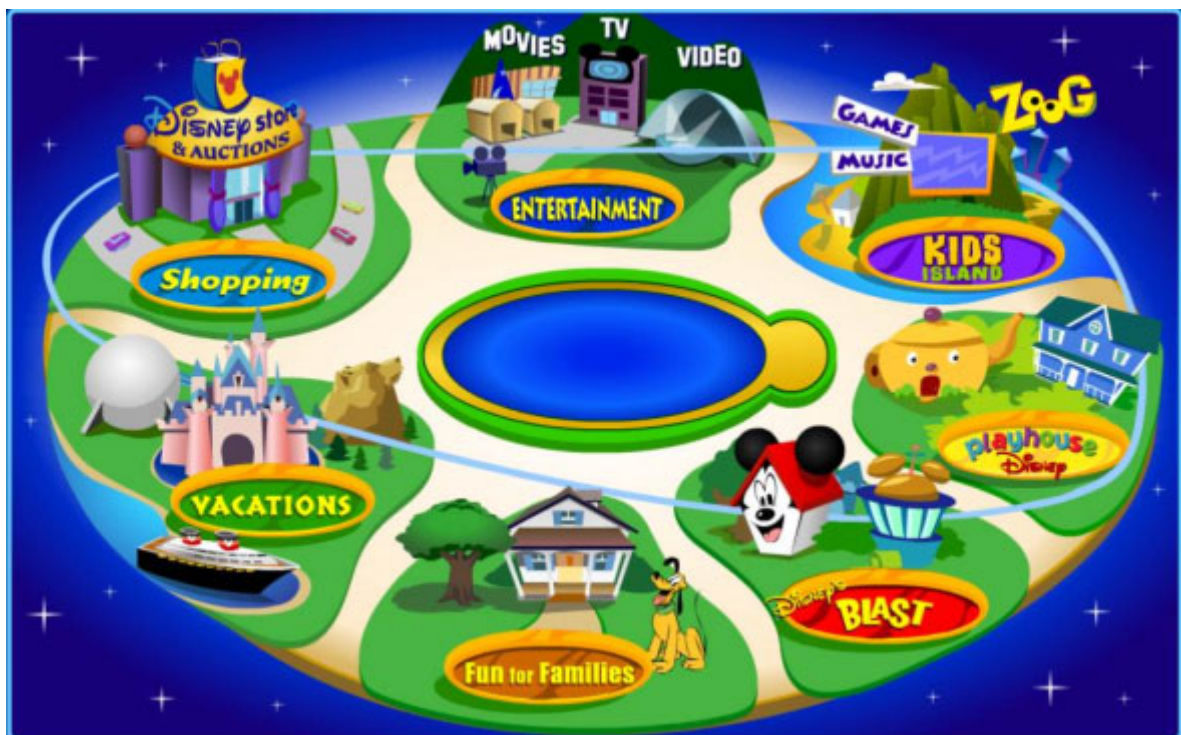 MOVIES
TV
VIDEO
DISNEY STORE
& AUCTIONS
ZOOG
GAMES
MUSIC
ENTERTAINMENT
KIDS
ISLAND
Shopping
playhouse
Disney
VACATIONS
DISNEY'S
BLAST
Fun for Families